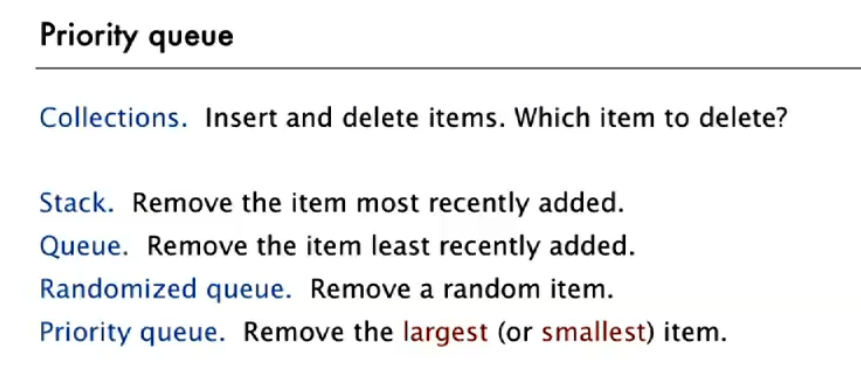 Priority queue
Collections. Insert and delete items. Which item to delete?
Stack. Remove the item most recently added.
Queue. Remove the item least recently added.
Randomized queue. Remove a random item.
Priority queue. Remove the largest (or smallest) item.